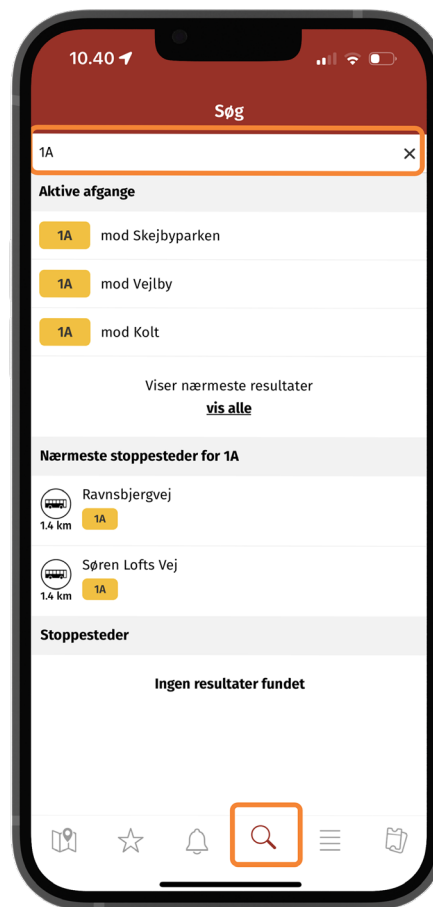 10.40
Søg
1A
Aktive afgange
1A mod Skejbyparken
1A mod Vejlby
1A mod Kolt
Viser nærmeste resultater
vis alle
Nærmeste stoppesteder for 1A
Ravnsbjergvej
1.4 km 1A
Søren Lofts Vej
1.4 km 1A
Stoppesteder
Ingen resultater fundet